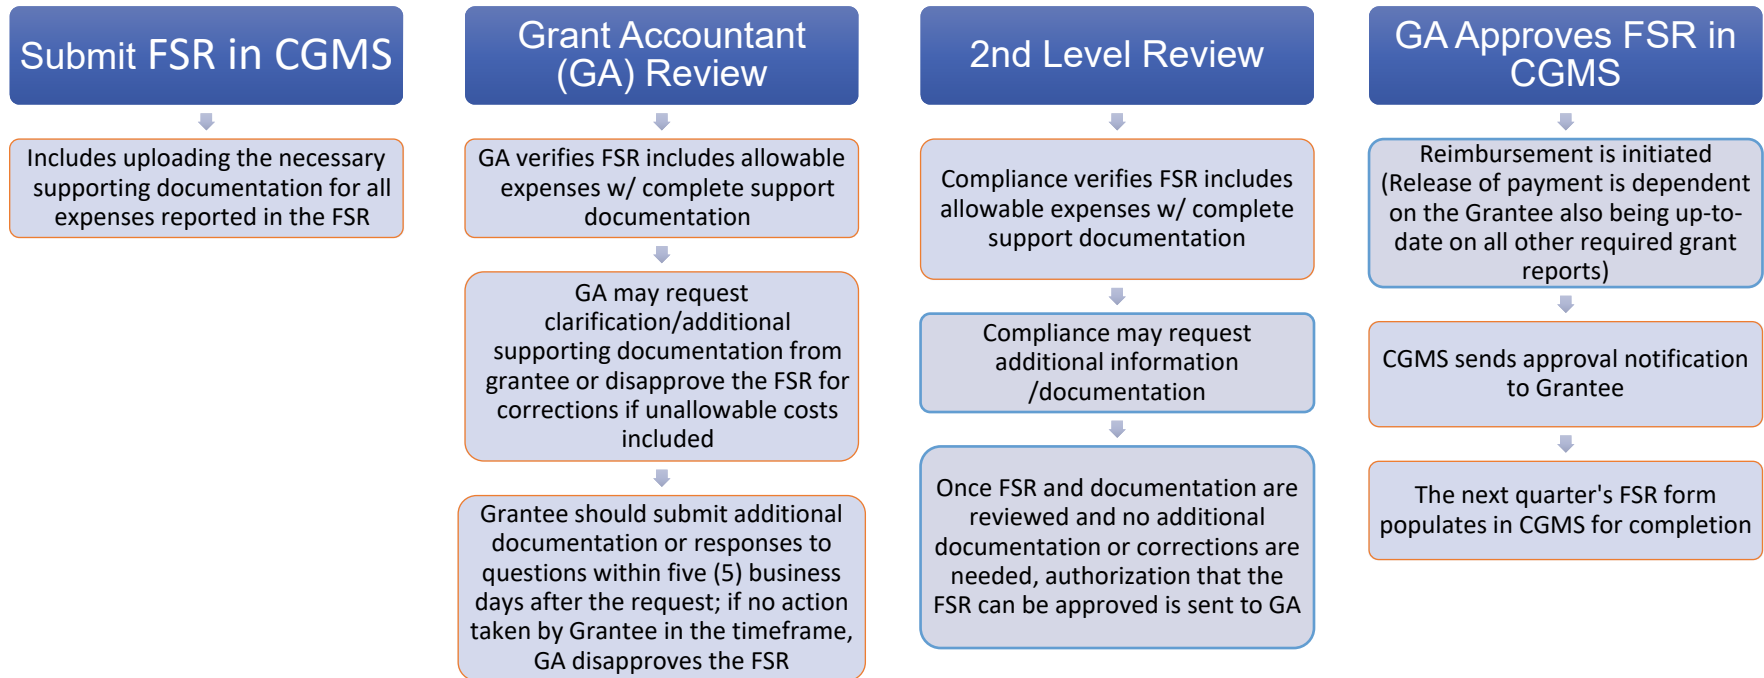 Submit FSR in CGMS
Includes uploading the necessary
supporting documentation for all
expenses reported in the FSR
Grant Accountant
(GA) Review
GA verifies FSR includes allowable
expenses w/ complete support
documentation
GA may request
clarification/additional
supporting documentation from
grantee or disapprove the FSR for
corrections if unallowable costs
included
Grantee should submit additional
documentation or responses to
questions within five (5) business
days after the request; if no action
taken by Grantee in the timeframe,
GA disapproves the FSR
2nd Level Review
Compliance verifies FSR includes
allowable expenses w/ complete
support documentation
Compliance may request
additional information
/documentation
Once FSR and documentation are
reviewed and no additional
documentation or corrections are
needed, authorization that the
FSR can be approved is sent to GA
GA Approves FSR in
CGMS
Reimbursement is initiated
(Release of payment is dependent
on the Grantee also being up-to-
date on all other required grant
reports)
CGMS sends approval notification
to Grantee
The next quarter's FSR form
populates in CGMS for completion